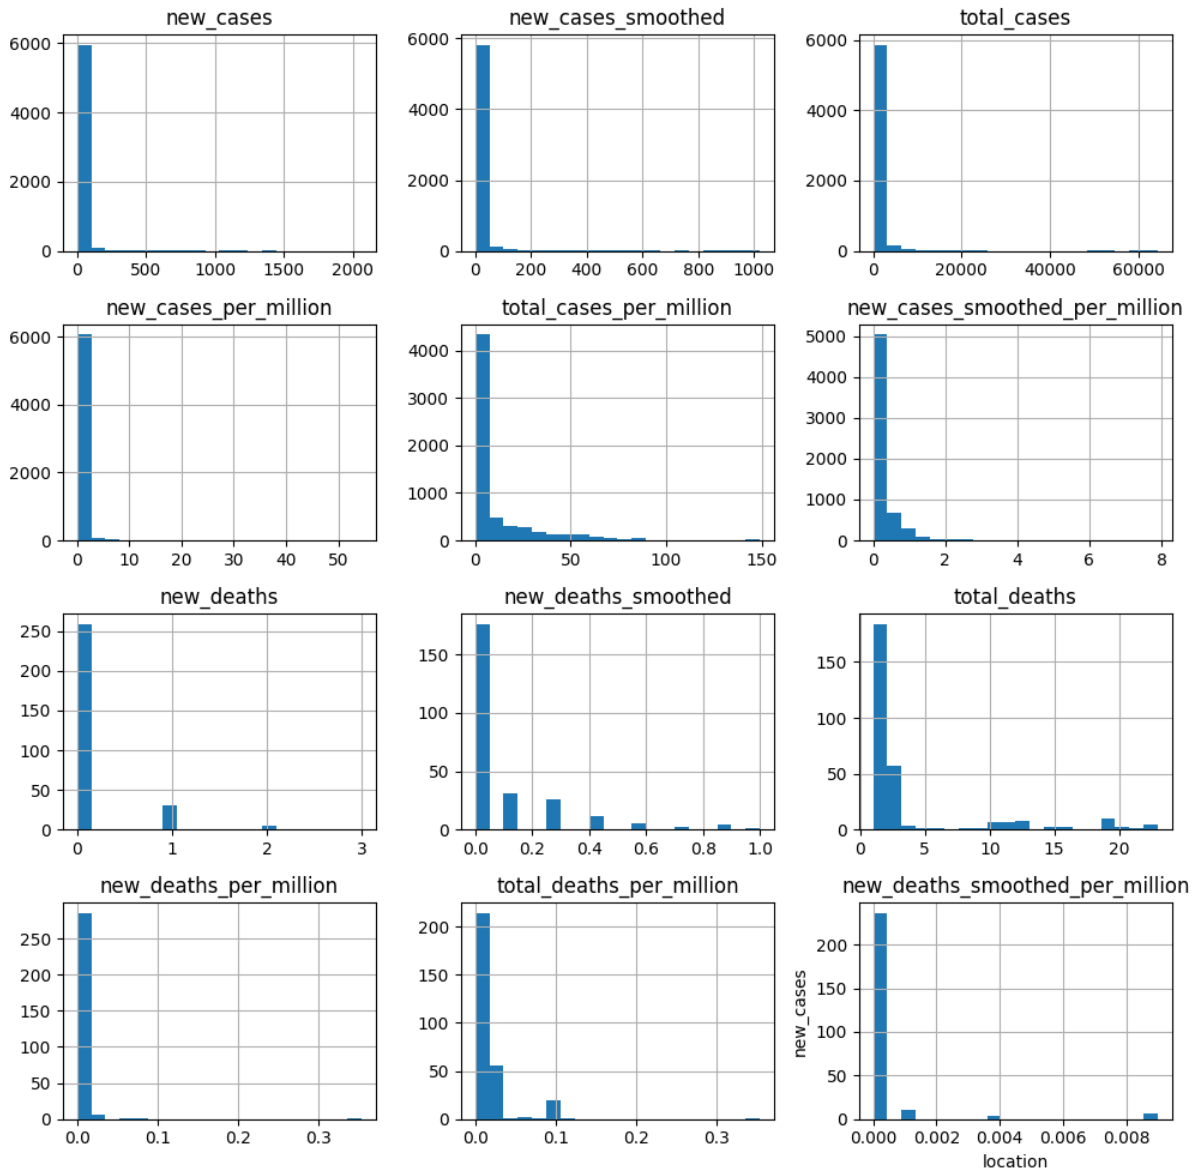 new_cases
new_cases_smoothed
total_cases
6000
4000
2000
0
0 500 1000 1500 2000
6000
4000
2000
0
0 200 400 600 800 1000
6000
4000
2000
0
0 20000 40000 60000
new_cases_per_million
total_cases_per_million
new_cases_smoothed_per_million
6000
4000
2000
0
0 10 20 30 40 50
4000
3000
2000
1000
0
0 50 100 150
5000
4000
3000
2000
1000
0
0 2 4 6 8
new_deaths
new_deaths_smoothed
total_deaths
250
200
150
100
50
0
0 1 2 3
150
100
50
0
0.0 0.2 0.4 0.6 0.8 1.0
150
100
50
0
0 5 10 15 20
new_deaths_per_million
total_deaths_per_million
new_deaths_smoothed_per_million
250
200
150
100
50
0
0.0 0.1 0.2 0.3
200
150
100
50
0
0.0 0.1 0.2 0.3
new_cases
200
150
100
50
0
0.000 0.002 0.004 0.006 0.008
location